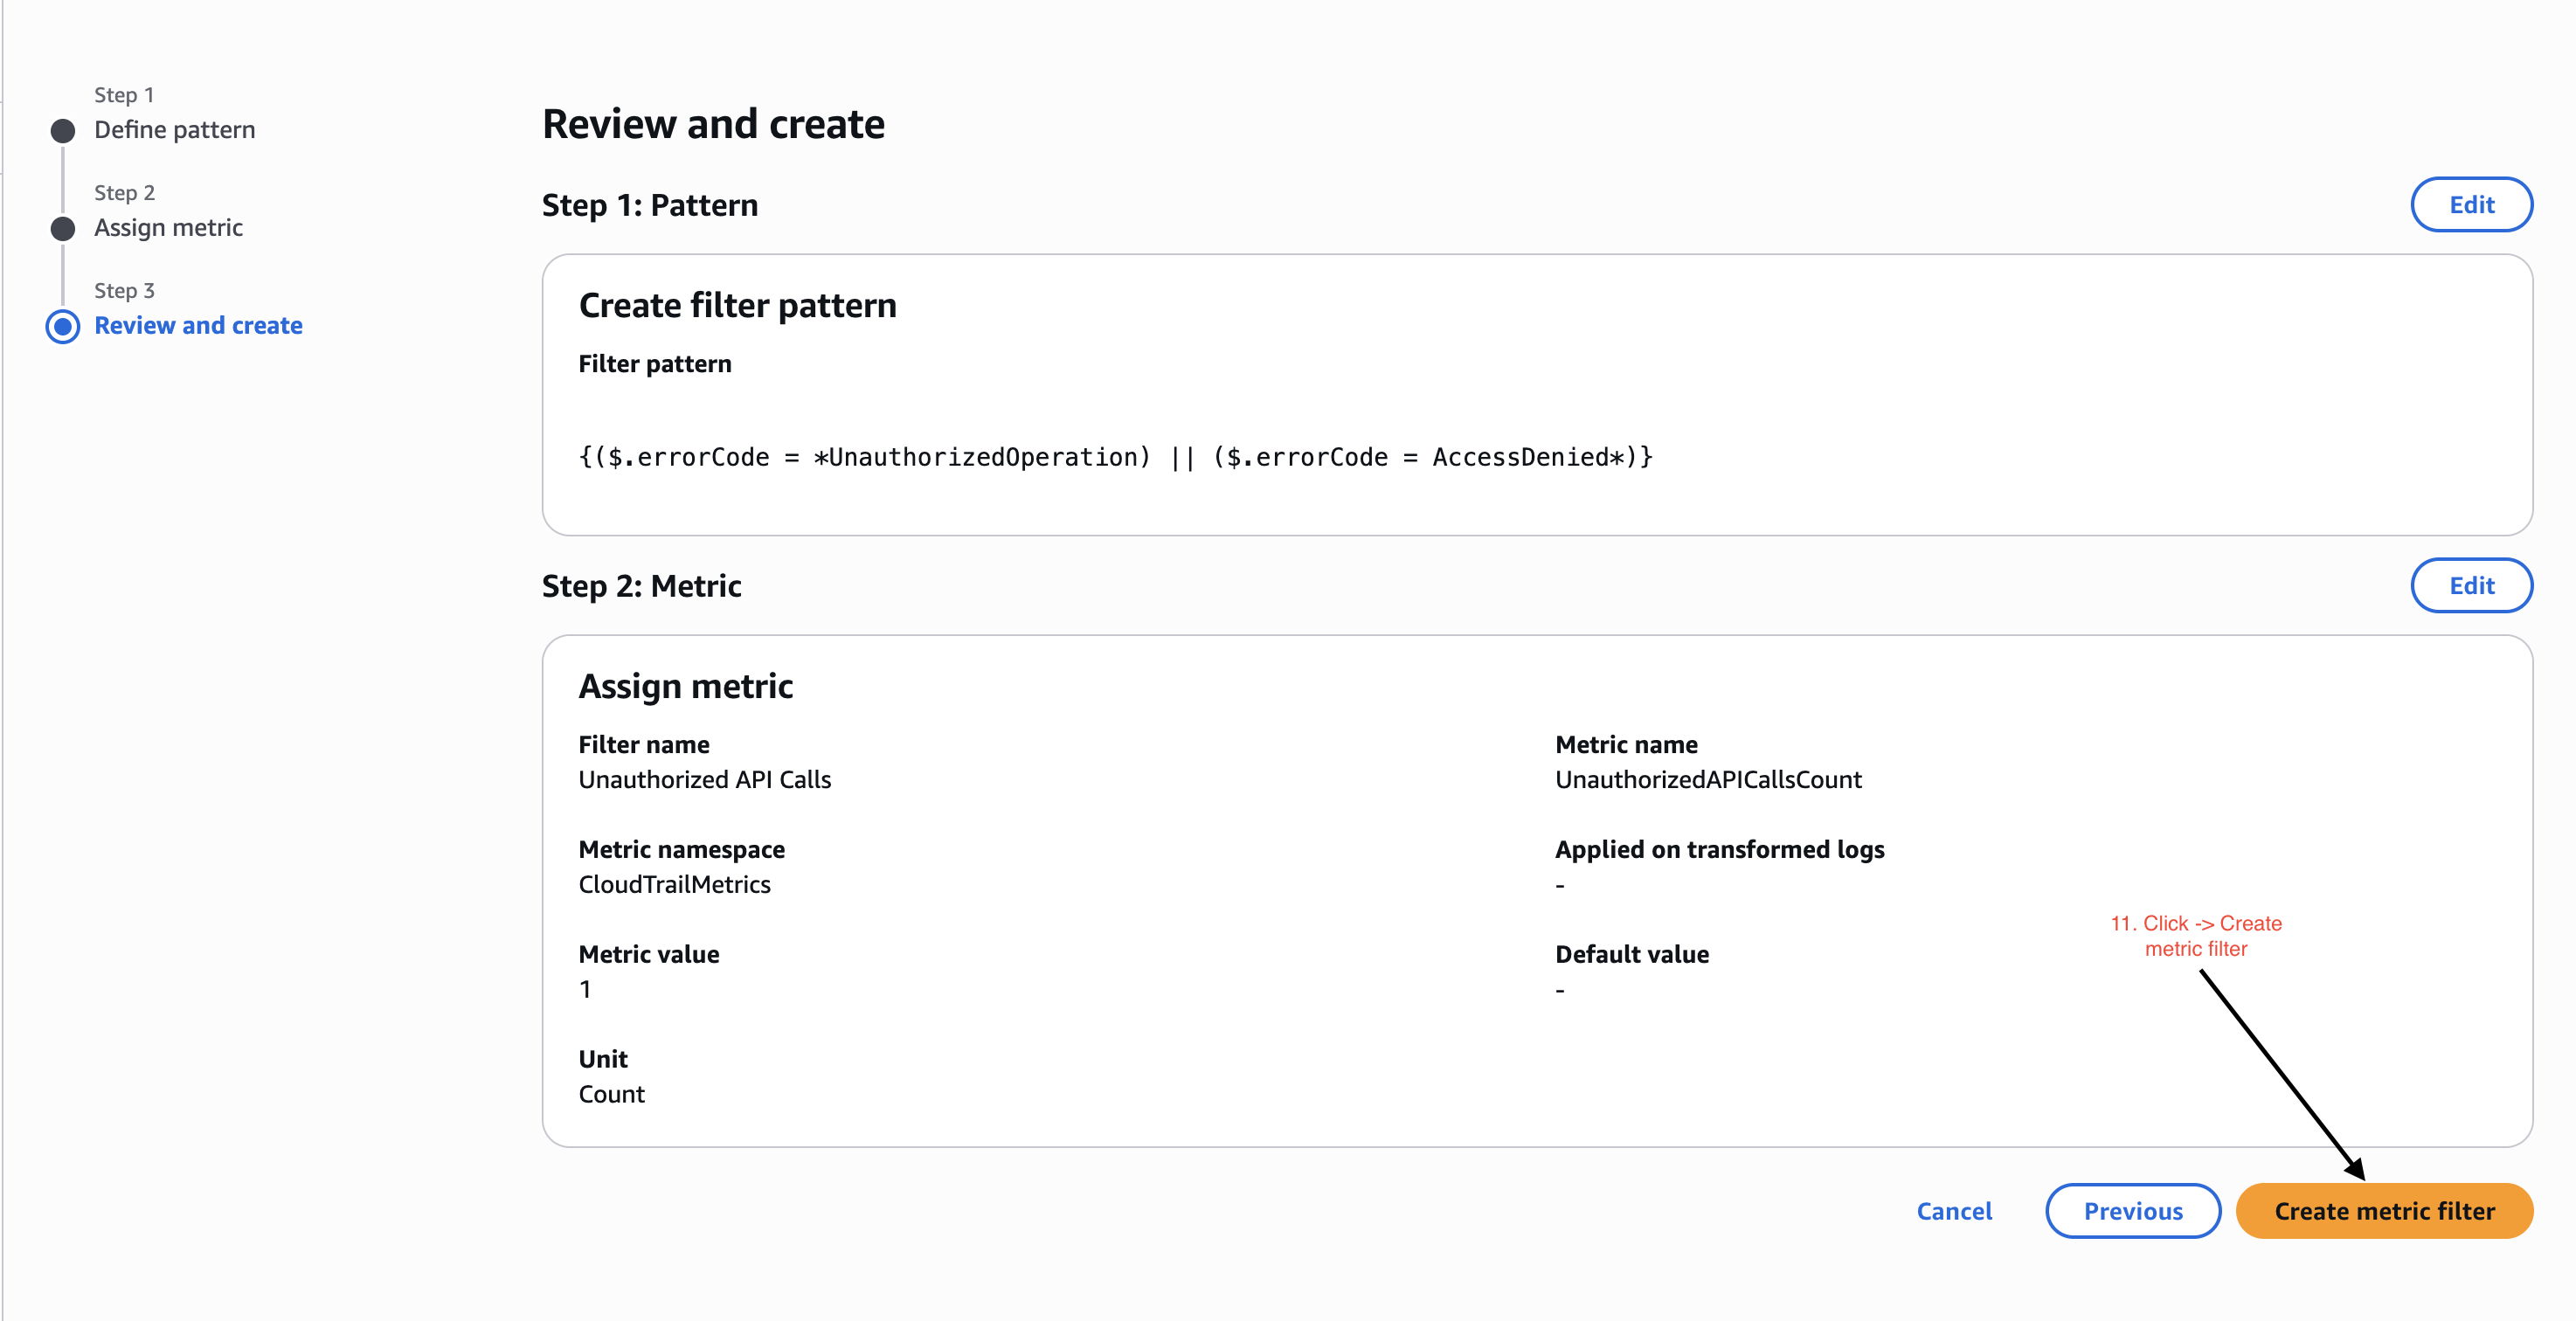 Step 1
Define pattern
Step 2
Assign metric
Step 3
Review and create
Review and create
Step 1: Pattern
Edit
Create filter pattern
Filter pattern
{($.errorCode = *UnauthorizedOperation) || ($.errorCode = AccessDenied*)}
Step 2: Metric
Edit
Assign metric
Filter name
Unauthorized API Calls
Metric name
UnauthorizedAPICallsCount
Metric namespace
CloudTrailMetrics
Applied on transformed logs
-
Metric value
1
Default value
-
Unit
Count
11. Click -> Create
metric filter
Cancel
Previous
Create metric filter